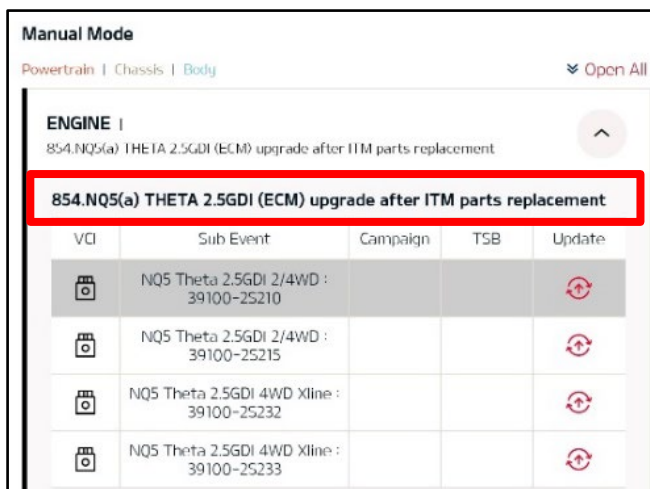 Manual Mode
Powertrain | Chassis | Body
Open All
ENGINE |
854.NQ5(a) THETA 2.5GDI (ECM) upgrade after ITM parts replacement
854.NQ5(a) THETA 2.5GDI (ECM) upgrade after ITM parts replacement
VCI Sub Event Campaign TSB Update
NQ5 Theta 2.5GDI 2/4WD :
39100-2S210
NQ5 Theta 2.5GDI 2/4WD :
39100-2S215
NQ5 Theta 2.5GDI 4WD Xline :
39100-2S232
NQ5 Theta 2.5GDI 4WD Xline :
39100-2S233